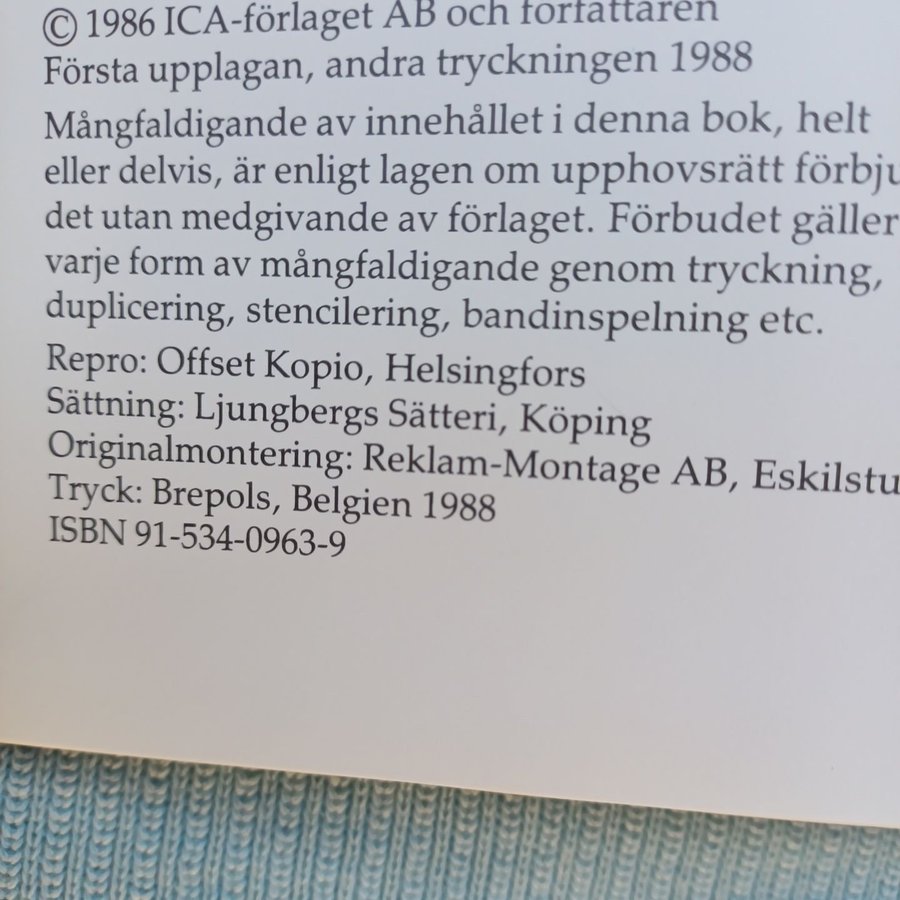 © 1986 ICA-förlaget AB och författaren
Första upplagan, andra tryckningen 1988
Mångfaldigande av innehållet i denna bok, helt
eller delvis, är enligt lagen om upphovsrätt förbju
det utan medgivande av förlaget. Förbudet gäller
varje form av mångfaldigande genom tryckning,
duplicering, stencilering, bandinspelning etc.
Repro: Offset Kopio, Helsingfors
Sättning: Ljungbergs Sätteri, Köping
Originalmontering: Reklam-Montage AB, Eskilstu
Tryck: Brepols, Belgien 1988
ISBN 91-534-0963-9